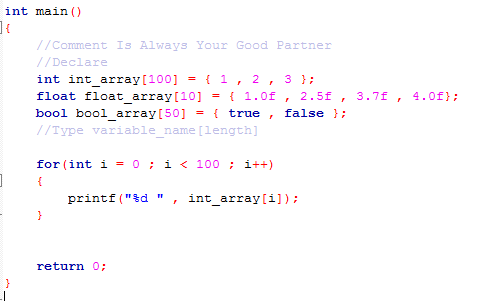 int main()
{
//Comment Is Always Your Good Partner
//Declare
int int_array[100] = { 1 , 2 , 3 };
float float_array[10] = { 1.0f , 2.5f , 3.7f , 4.0f};
bool bool_array[50] = { true , false };
//Type variable_name[length]
for(int i = 0 ; i < 100 ; i++)
{
printf("%d " , int_array[i]);
}
return 0;
}